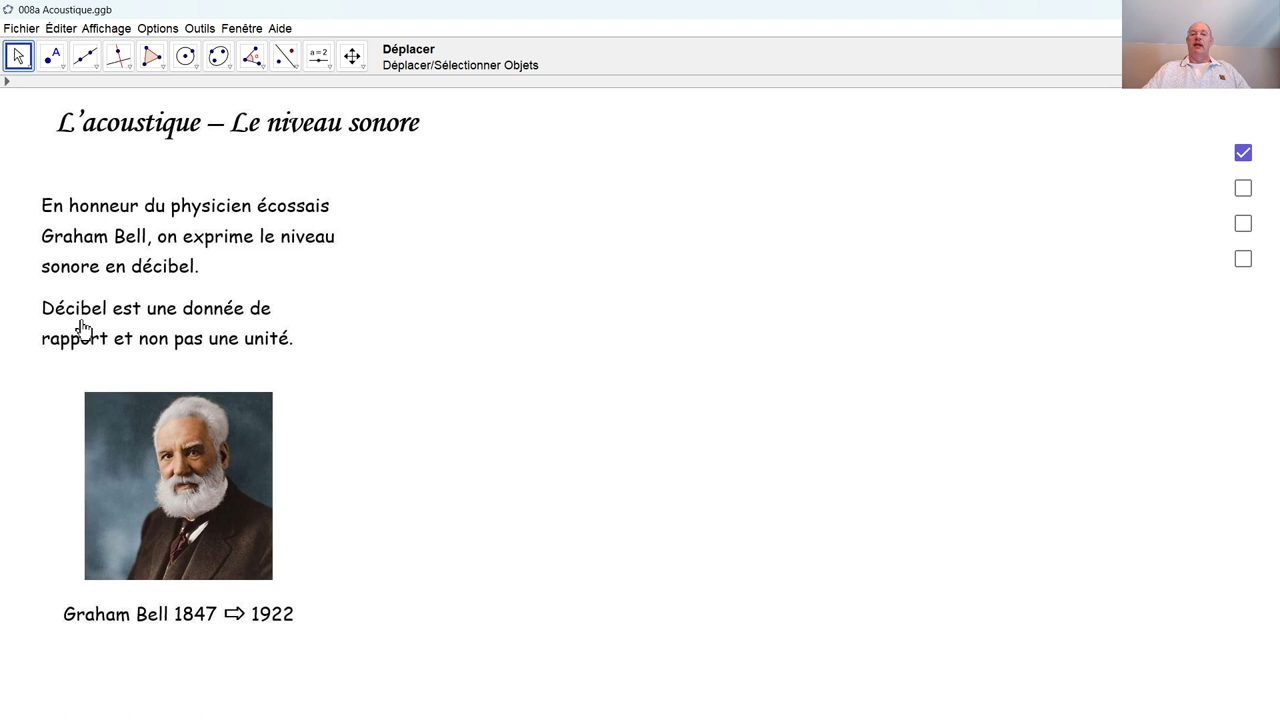 008a Acoustique.ggb
Fichier Éditer Affichage Options Outils Fenêtre Aide
A
a=2
Déplacer
Déplacer/Sélectionner Objets
L'acoustique – Le niveau sonore
En honneur du physicien écossais
Graham Bell, on exprime le niveau
sonore en décibel.
Décibel est une donnée de
rapport et non pas une unité.
Graham Bell 1847 ⇨ 1922